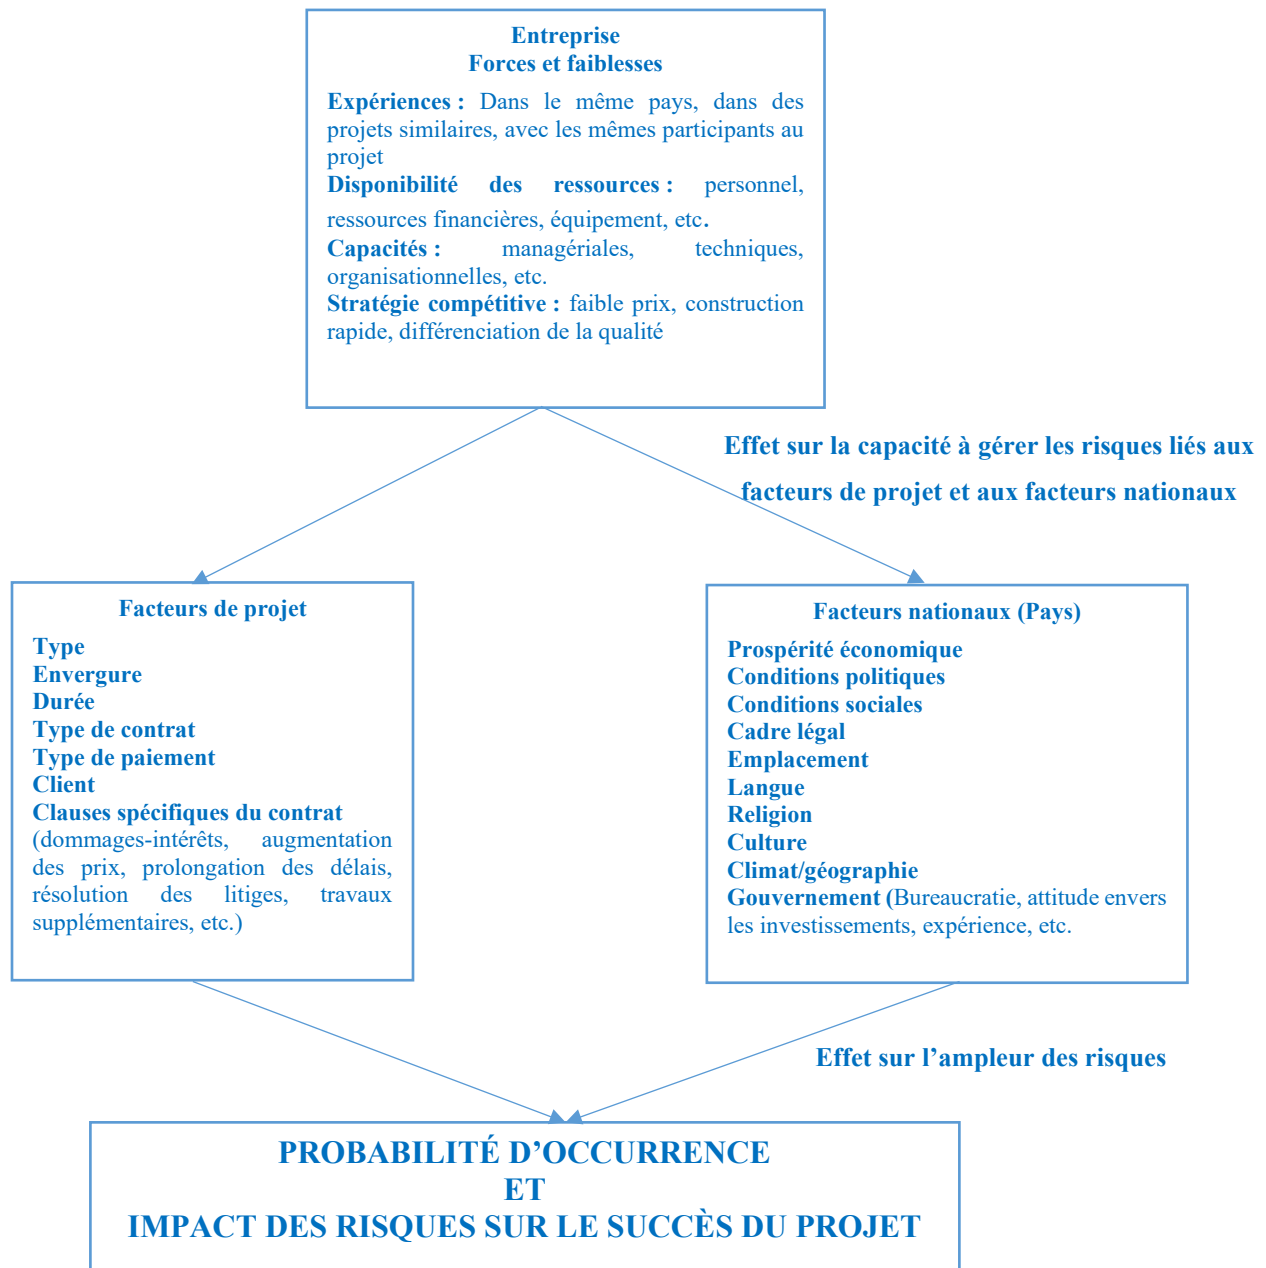 Entreprise
Forces et faiblesses
Expériences : Dans le même pays, dans des
projets similaires, avec les mêmes participants au
projet
Disponibilité des ressources : personnel,
ressources financières, équipement, etc.
Capacités : managériales, techniques,
organisationnelles, etc.
Stratégie compétitive : faible prix, construction
rapide, différenciation de la qualité
Effet sur la capacité à gérer les risques liés aux
facteurs de projet et aux facteurs nationaux
Facteurs de projet
Type
Envergure
Durée
Type de contrat
Type de paiement
Client
Clauses spécifiques du contrat
(dommages-intérêts, augmentation
des prix, prolongation des délais,
résolution des litiges, travaux
supplémentaires, etc.)
Facteurs nationaux (Pays)
Prospérité économique
Conditions politiques
Conditions sociales
Cadre légal
Emplacement
Langue
Religion
Culture
Climat/géographie
Gouvernement (Bureaucratie, attitude envers
les investissements, expérience, etc.
Effet sur l’ampleur des risques
PROBABILITÉ D’OCCURRENCE
ET
IMPACT DES RISQUES SUR LE SUCCÈS DU PROJET